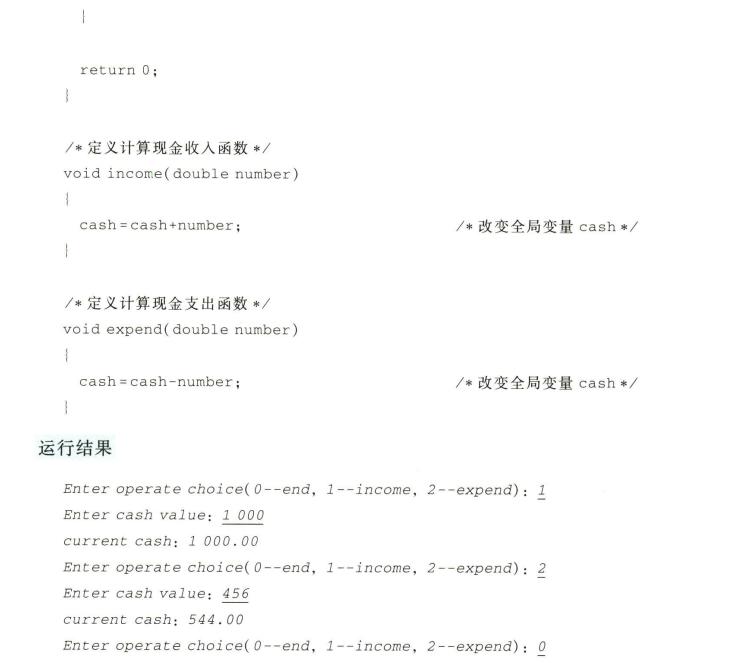 }
return 0;
}
/* 定义计算现金收入函数 */
void income(double number)
{
cash=cash+number; /* 改变全局变量 cash */
}
/* 定义计算现金支出函数 */
void expend(double number)
{
cash=cash-number; /* 改变全局变量 cash */
}
运行结果
Enter operate choice(0--end, 1--income, 2--expend): 1
Enter cash value: 1 000
current cash: 1 000.00
Enter operate choice(0--end, 1--income, 2--expend): 2
Enter cash value: 456
current cash: 544.00
Enter operate choice(0--end, 1--income, 2--expend): 0